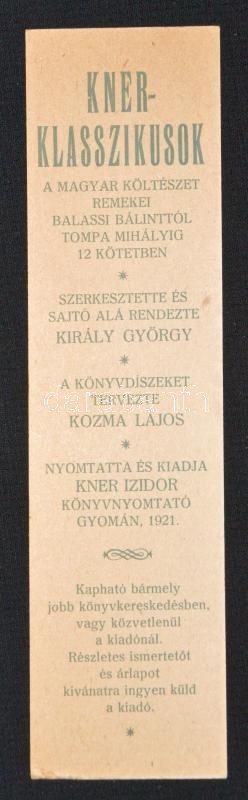 KNER-
KLASSZIKUSOK
A MAGYAR KÖLTÉSZET
REMEKEI
BALASSI BÁLINTTÓL
TOMPA MIHÁLYIG
12 KÖTETBEN
*
SZERKESZTETTE ÉS
SAJTÓ ALÁ RENDEZTE
KIRÁLY GYÖRGY
*
A KÖNYVDÍSZEKET
TERVEZTE
KOZMA LAJOS
*
NYOMTATTA ÉS KIADJA
KNER IZIDOR
KÖNYVNYOMTATÓ
GYOMÁN, 1921.
Kapható bármely
jobb könyvkereskedésben,
vagy közvetlenül
a kiadónál.
Részletes ismertetőt
és árlapot
kivánatra ingyen küld
a kiadó.
*